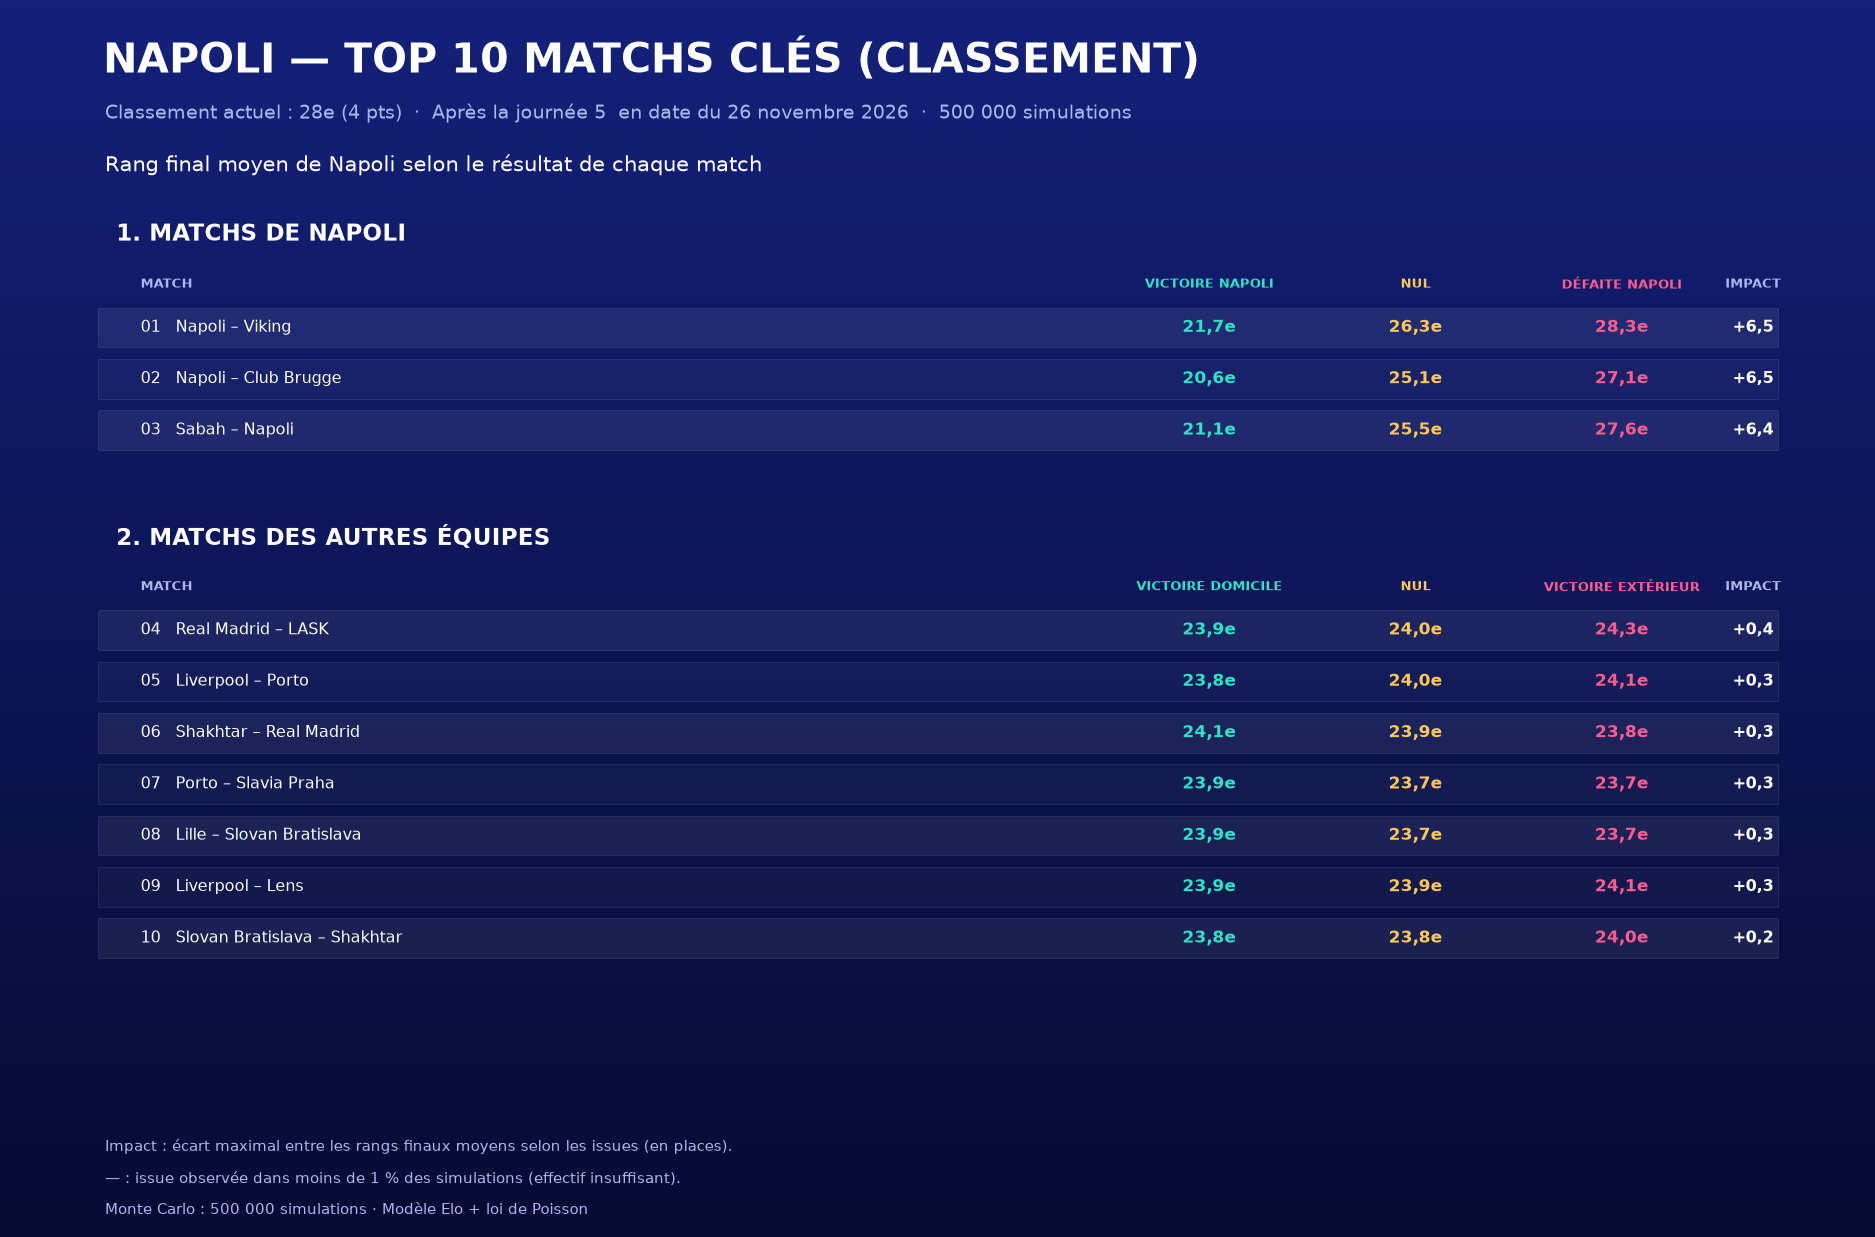 NAPOLI — TOP 10 MATCHS CLÉS (CLASSEMENT)
Classement actuel : 28e (4 pts)  ·  Après la journée 5  en date du 26 novembre 2026  ·  500 000 simulations
Rang final moyen de Napoli selon le résultat de chaque match
1. MATCHS DE NAPOLI
MATCH VICTOIRE NAPOLI NUL DÉFAITE NAPOLI IMPACT
01 Napoli – Viking 21,7e 26,3e 28,3e +6,5
02 Napoli – Club Brugge 20,6e 25,1e 27,1e +6,5
03 Sabah – Napoli 21,1e 25,5e 27,6e +6,4
2. MATCHS DES AUTRES ÉQUIPES
MATCH VICTOIRE DOMICILE NUL VICTOIRE EXTÉRIEUR IMPACT
04 Real Madrid – LASK 23,9e 24,0e 24,3e +0,4
05 Liverpool – Porto 23,8e 24,0e 24,1e +0,3
06 Shakhtar – Real Madrid 24,1e 23,9e 23,8e +0,3
07 Porto – Slavia Praha 23,9e 23,7e 23,7e +0,3
08 Lille – Slovan Bratislava 23,9e 23,7e 23,7e +0,3
09 Liverpool – Lens 23,9e 23,9e 24,1e +0,3
10 Slovan Bratislava – Shakhtar 23,8e 23,8e 24,0e +0,2
Impact : écart maximal entre les rangs finaux moyens selon les issues (en places).
— : issue observée dans moins de 1 % des simulations (effectif insuffisant).
Monte Carlo : 500 000 simulations · Modèle Elo + loi de Poisson